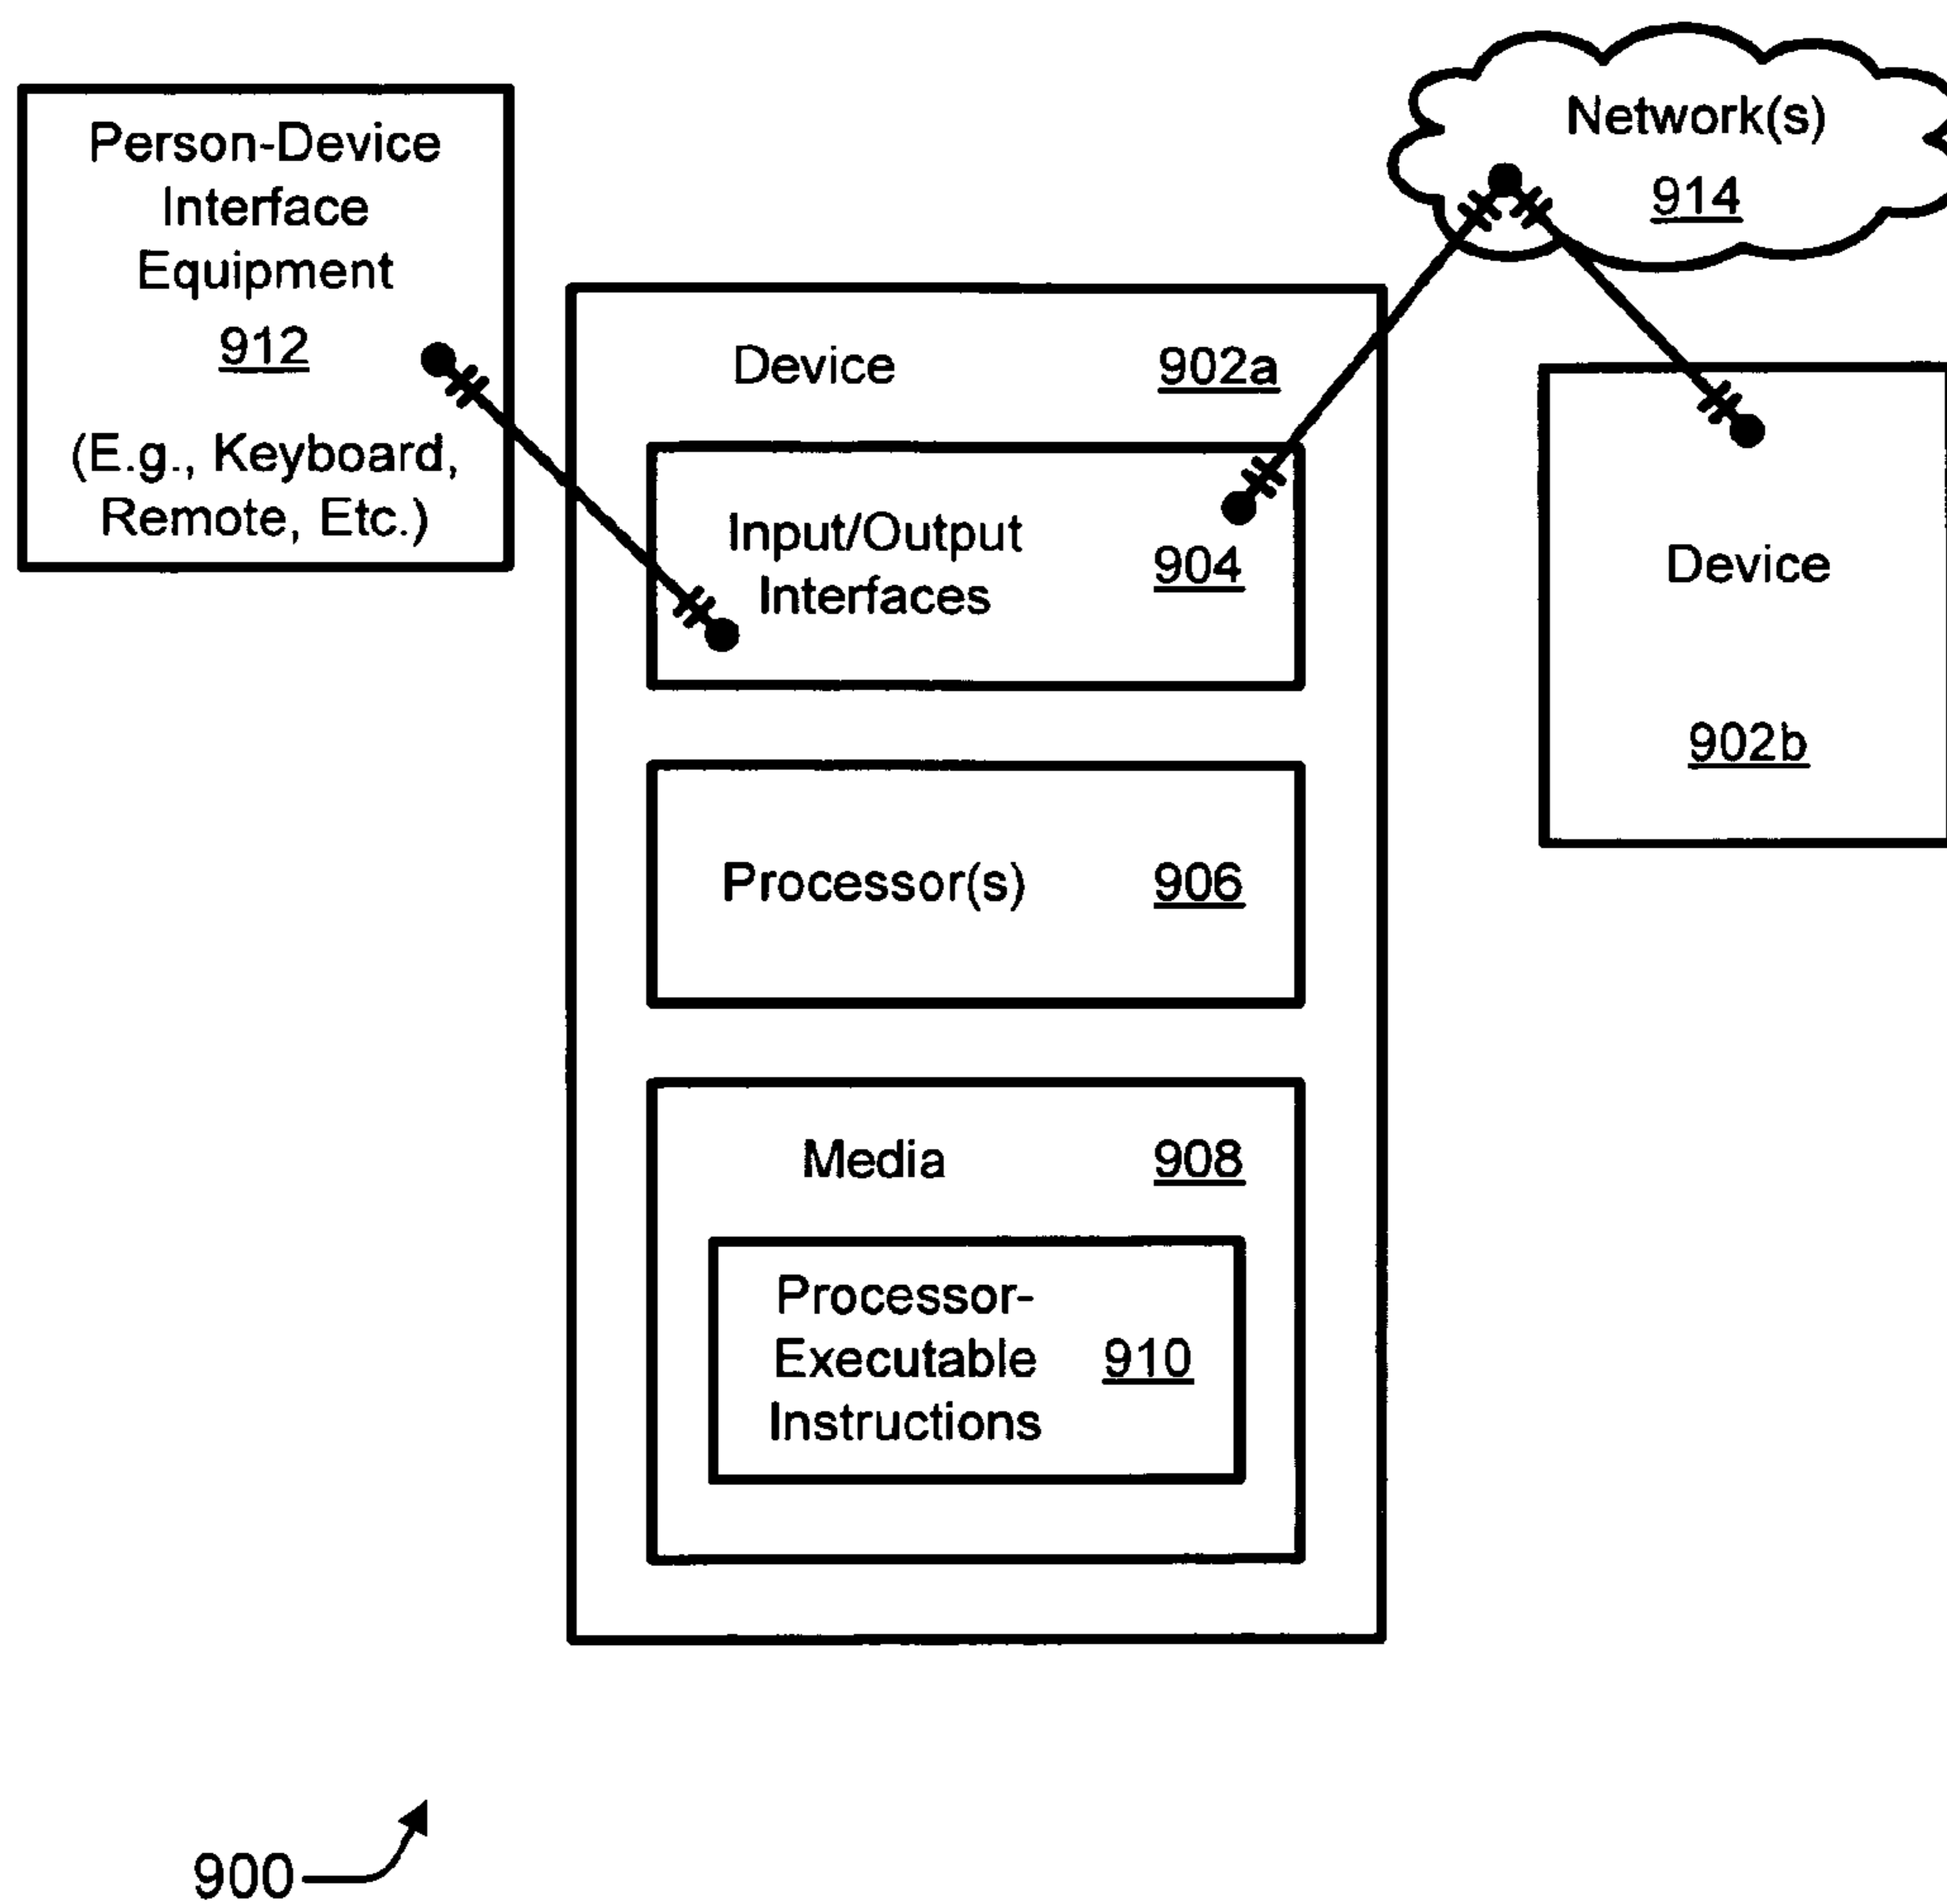 Person-Device
Interface
Equipment
912
(E.g., Keyboard,
Remote, Etc.)
Network(s)
914
Device 902a
Input/Output
Interfaces
904
Device
902b
Processor(s) 906
Media 908
Processor-
Executable
Instructions
910
900